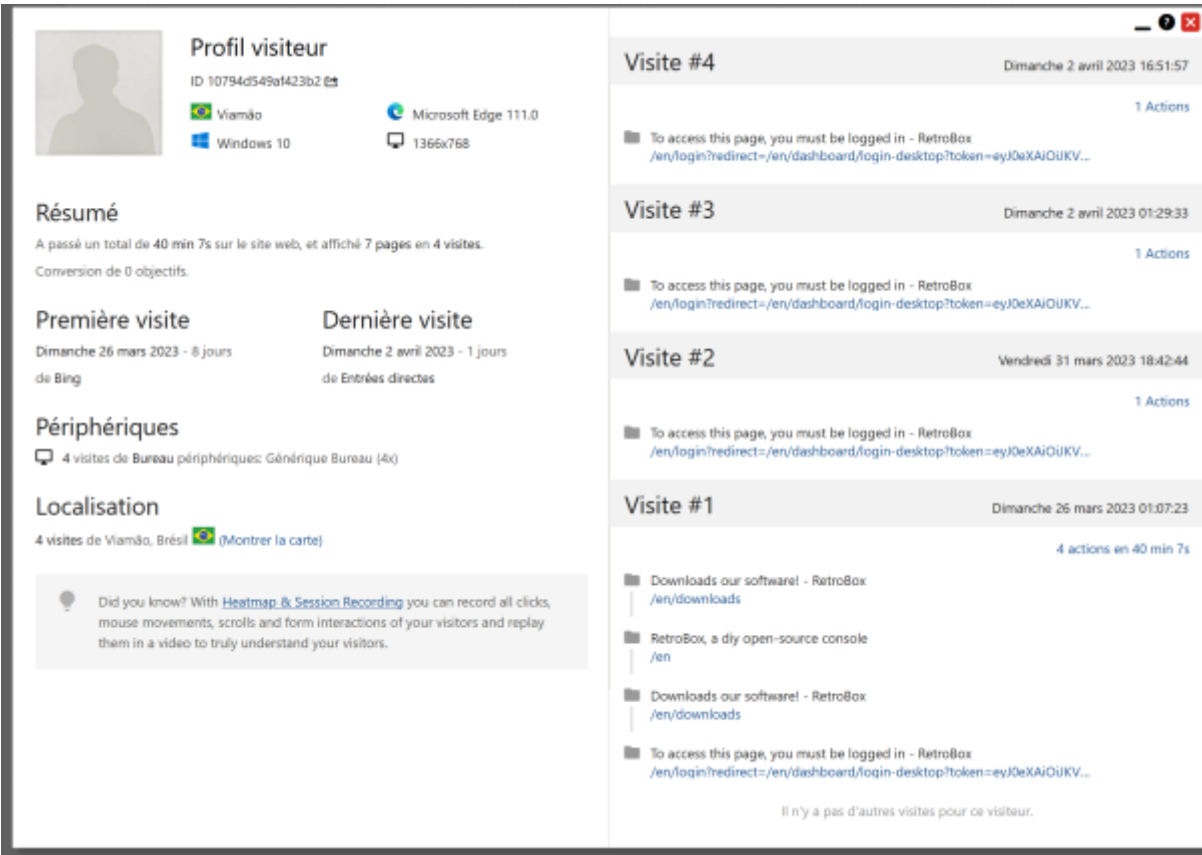 Profil visiteur
ID 10794d549af423b2
Viamão
Microsoft Edge 111.0
Windows 10
1366x768
Résumé
A passé un total de 40 min 7s sur le site web, et affiché 7 pages en 4 visites.
Conversion de 0 objectifs.
Première visite
Dimanche 26 mars 2023 - 8 jours
de Bing
Dernière visite
Dimanche 2 avril 2023 - 1 jours
de Entrées directes
Périphériques
4 visites de Bureau périphériques: Générique Bureau (4x)
Localisation
4 visites de Viamão, Brésil (Montrer la carte)
Did you know? With Heatmap & Session Recording you can record all clicks,
mouse movements, scrolls and form interactions of your visitors and replay
them in a video to truly understand your visitors.
Visite #4
Dimanche 2 avril 2023 16:51:57
1 Actions
To access this page, you must be logged in - RetroBox
/en/login?redirect=/en/dashboard/login-desktop?token=eyJ0eXAiOiJKV...
Visite #3
Dimanche 2 avril 2023 01:29:33
1 Actions
To access this page, you must be logged in - RetroBox
/en/login?redirect=/en/dashboard/login-desktop?token=eyJ0eXAiOiJKV...
Visite #2
Vendredi 31 mars 2023 18:42:44
1 Actions
To access this page, you must be logged in - RetroBox
/en/login?redirect=/en/dashboard/login-desktop?token=eyJ0eXAiOiJKV...
Visite #1
Dimanche 26 mars 2023 01:07:23
4 actions en 40 min 7s
Downloads our software! - RetroBox
/en/downloads
RetroBox, a diy open-source console
/en
Downloads our software! - RetroBox
/en/downloads
To access this page, you must be logged in - RetroBox
/en/login?redirect=/en/dashboard/login-desktop?token=eyJ0eXAiOiJKV...
Il n'y a pas d'autres visites pour ce visiteur.